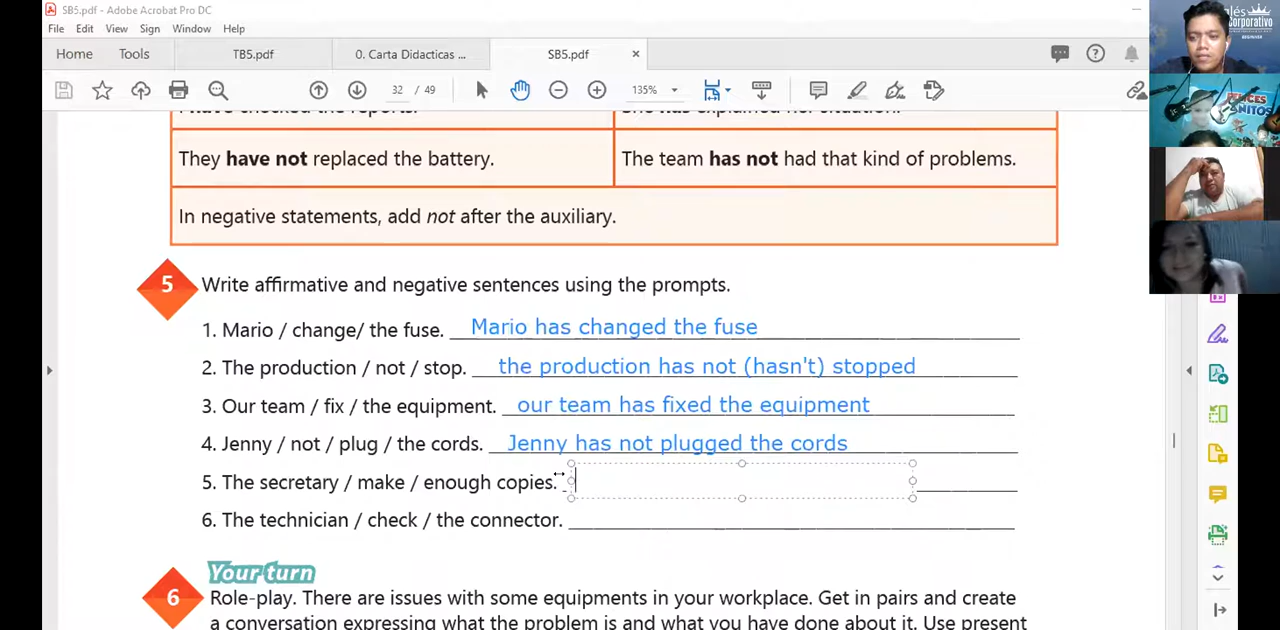 SB5.pdf - Adobe Acrobat Pro DC
File Edit View Sign Window Help
Home Tools TB5.pdf 0. Carta Didacticas ... SB5.pdf ×
32 / 49 135%
They have not replaced the battery. The team has not had that kind of problems.
In negative statements, add not after the auxiliary.
5 Write affirmative and negative sentences using the prompts.
1. Mario / change/ the fuse. Mario has changed the fuse
2. The production / not / stop. the production has not (hasn't) stopped
3. Our team / fix / the equipment. our team has fixed the equipment
4. Jenny / not / plug / the cords. Jenny has not plugged the cords
5. The secretary / make / enough copies.
6. The technician / check / the connector.
Your turn
6 Role-play. There are issues with some equipments in your workplace. Get in pairs and create
a conversation expressing what the problem is and what you have done about it. Use present